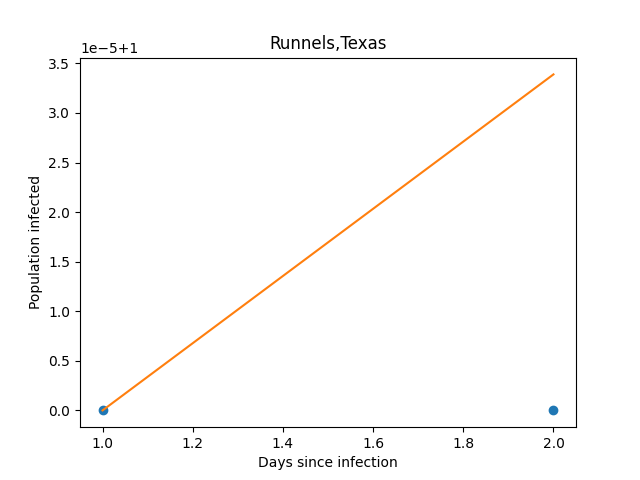 Runnels,Texas
1e−5+1
3.5
3.0
2.5
2.0
1.5
1.0
0.5
0.0
Population infected
1.0 1.2 1.4 1.6 1.8 2.0
Days since infection